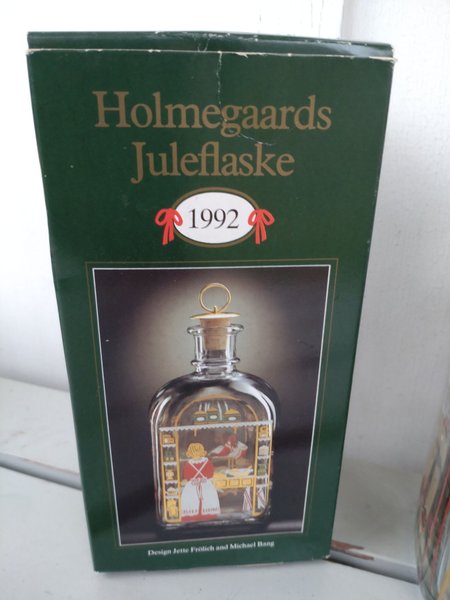 Holmegaards
Juleflaske
1992
Design Jette Frölich and Michael Bang